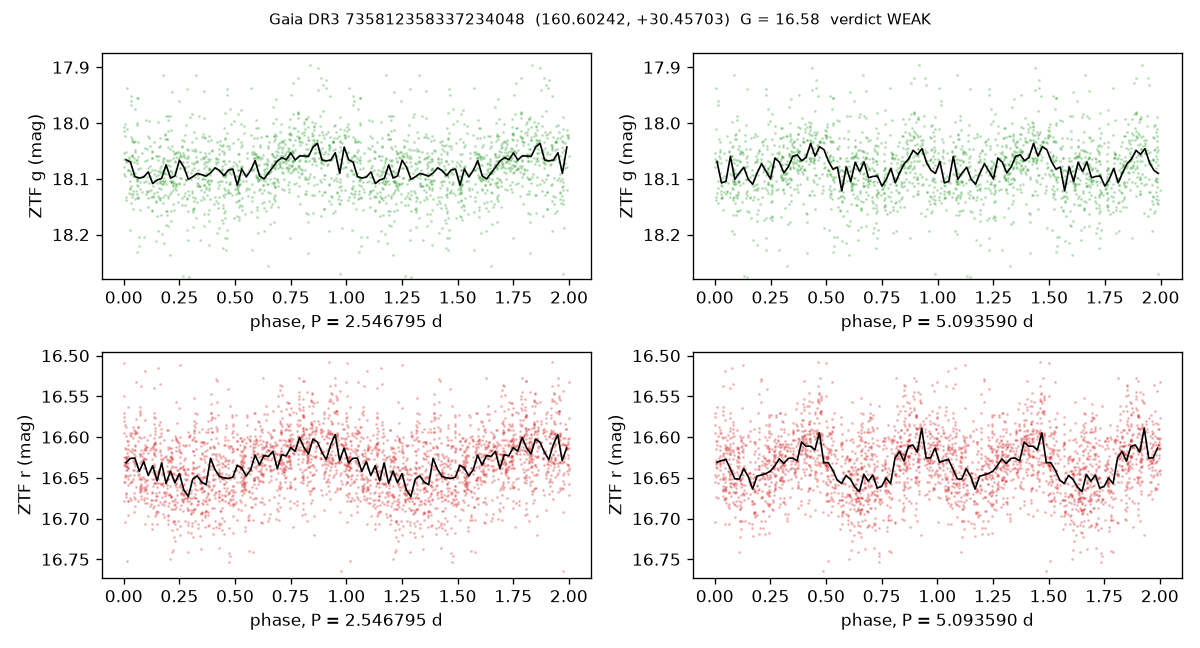 Gaia DR3 735812358337234048 (160.60242, +30.45703) G = 16.58 verdict WEAK
17.9
18.0
18.1
18.2
ZTF g (mag)
0.00 0.25 0.50 0.75 1.00 1.25 1.50 1.75 2.00
phase, P = 2.546795 d
17.9
18.0
18.1
18.2
ZTF g (mag)
0.00 0.25 0.50 0.75 1.00 1.25 1.50 1.75 2.00
phase, P = 5.093590 d
16.50
16.55
16.60
16.65
16.70
16.75
ZTF r (mag)
0.00 0.25 0.50 0.75 1.00 1.25 1.50 1.75 2.00
phase, P = 2.546795 d
16.50
16.55
16.60
16.65
16.70
16.75
ZTF r (mag)
0.00 0.25 0.50 0.75 1.00 1.25 1.50 1.75 2.00
phase, P = 5.093590 d